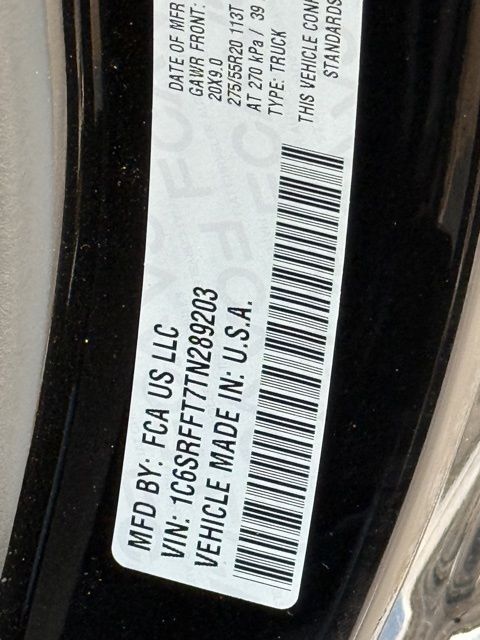 MFD BY: FCA US LLC
VIN: 1C6SRFFT7TN289203
VEHICLE MADE IN: U.S.A.
DATE OF MFR
GAWR FRONT:
20X9.0
275/55R20 113T
AT 270 kPa / 39
TYPE: TRUCK
THIS VEHICLE
STANDARDS